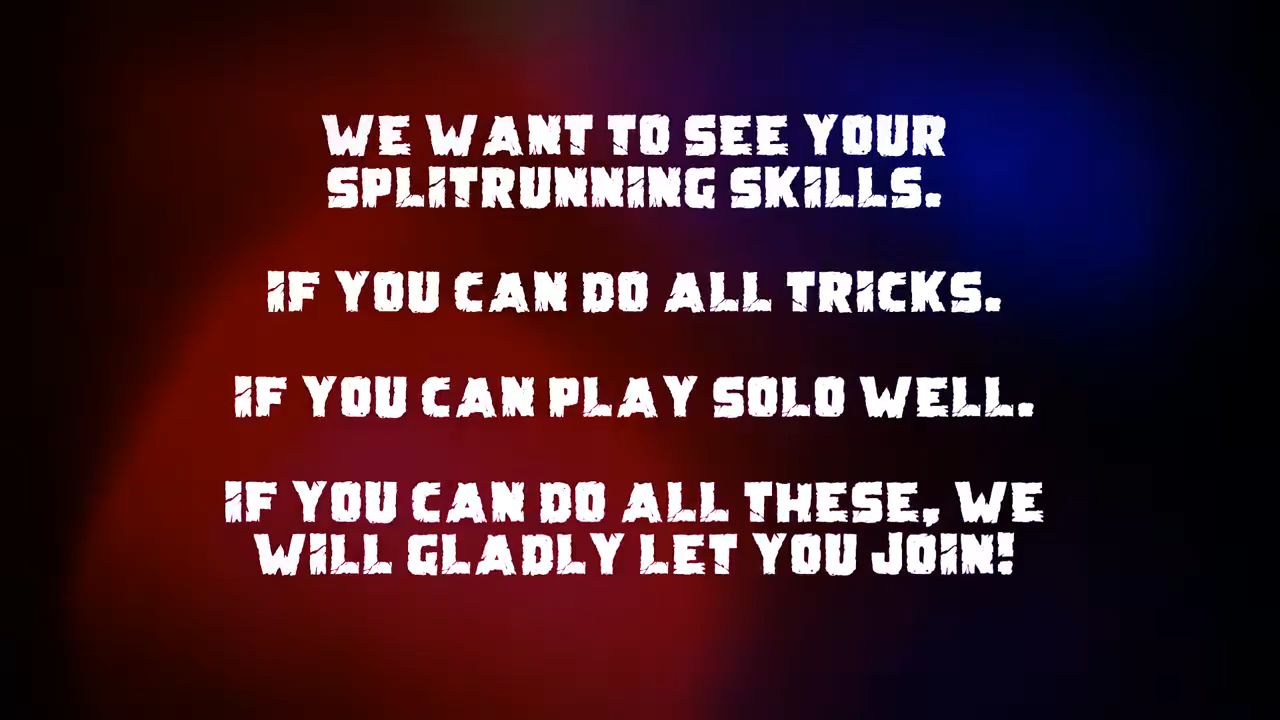 WE WANT TO SEE YOUR
SPLITRUNNING SKILLS.
IF YOU CAN DO ALL TRICKS.
IF YOU CAN PLAY SOLO WELL.
IF YOU CAN DO ALL THESE, WE
WILL GLADLY LET YOU JOIN!